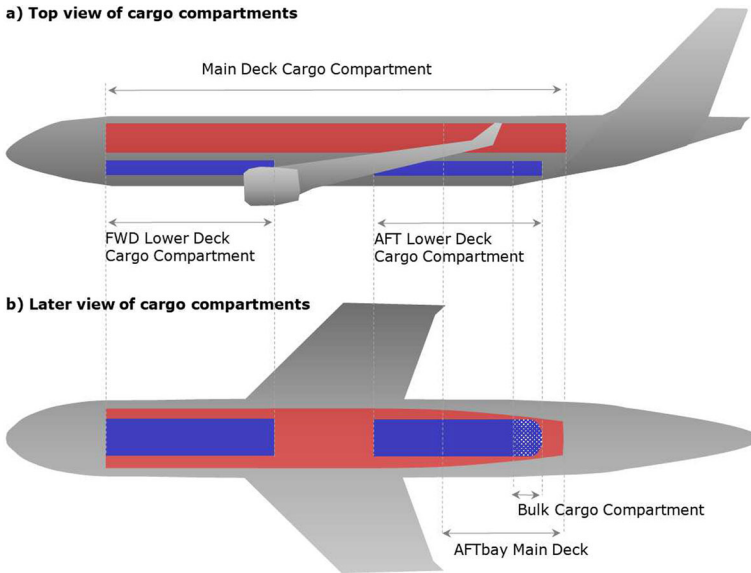 a) Top view of cargo compartments
Main Deck Cargo Compartment
FWD Lower Deck
Cargo Compartment
AFT Lower Deck
Cargo Compartment
b) Later view of cargo compartments
Bulk Cargo Compartment
AFTbay Main Deck